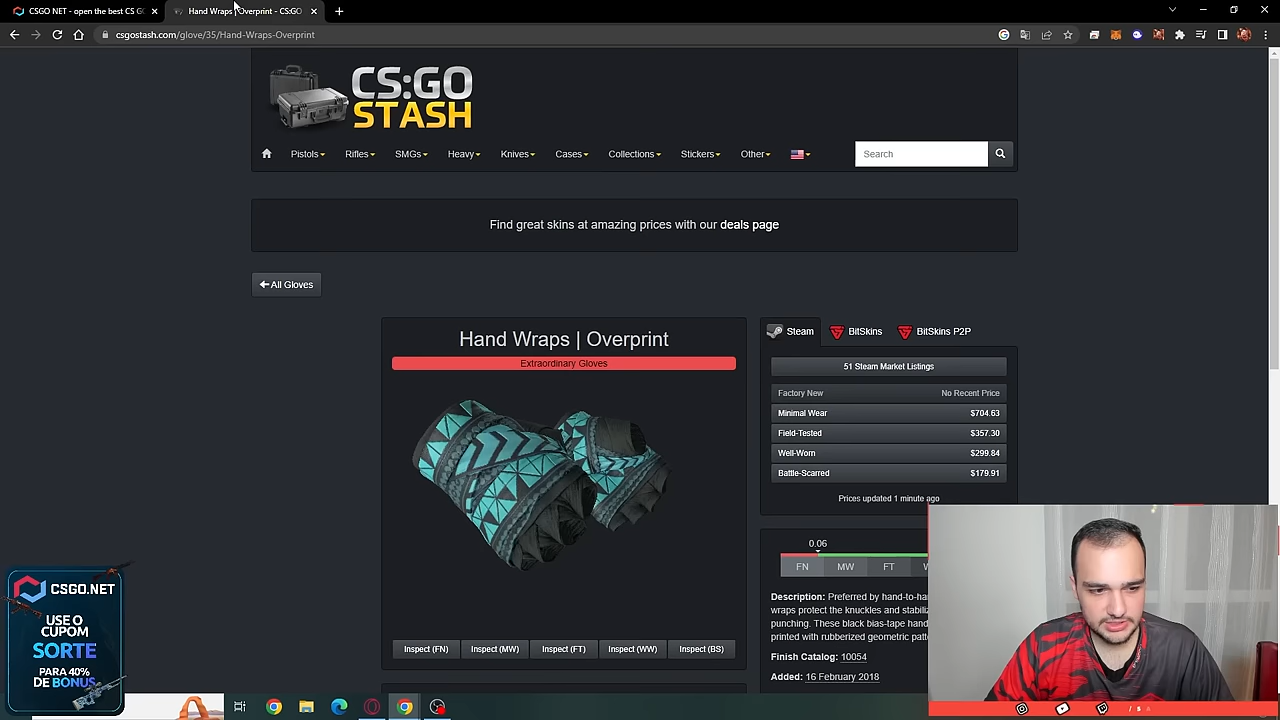 CSGO NET - open the best CS G
Hand Wraps | Overprint - CS:GO
csgostash.com/glove/35/Hand-Wraps-Overprint
CS:GO
STASH
Pistols
Rifles
SMGs
Heavy
Knives
Cases
Collections
Stickers
Other
Search
Find great skins at amazing prices with our deals page
All Gloves
Hand Wraps | Overprint
Extraordinary Gloves
Inspect (FN)
Inspect (MW)
Inspect (FT)
Inspect (WW)
Inspect (BS)
Steam
BitSkins
BitSkins P2P
51 Steam Market Listings
Factory New No Recent Price
Minimal Wear $704.63
Field-Tested $357.30
Well-Worn $299.84
Battle-Scarred $179.91
Prices updated 1 minute ago
0.06
FN MW FT
Description: Preferred by hand-to-ha
wraps protect the knuckles and stabiliz
punching. These black bias-tape hand
printed with rubberized geometric patt
Finish Catalog: 10054
Added: 16 February 2018
CSGO.NET
USE O
CUPOM
SORTE
PARA 40%
DE BONUS